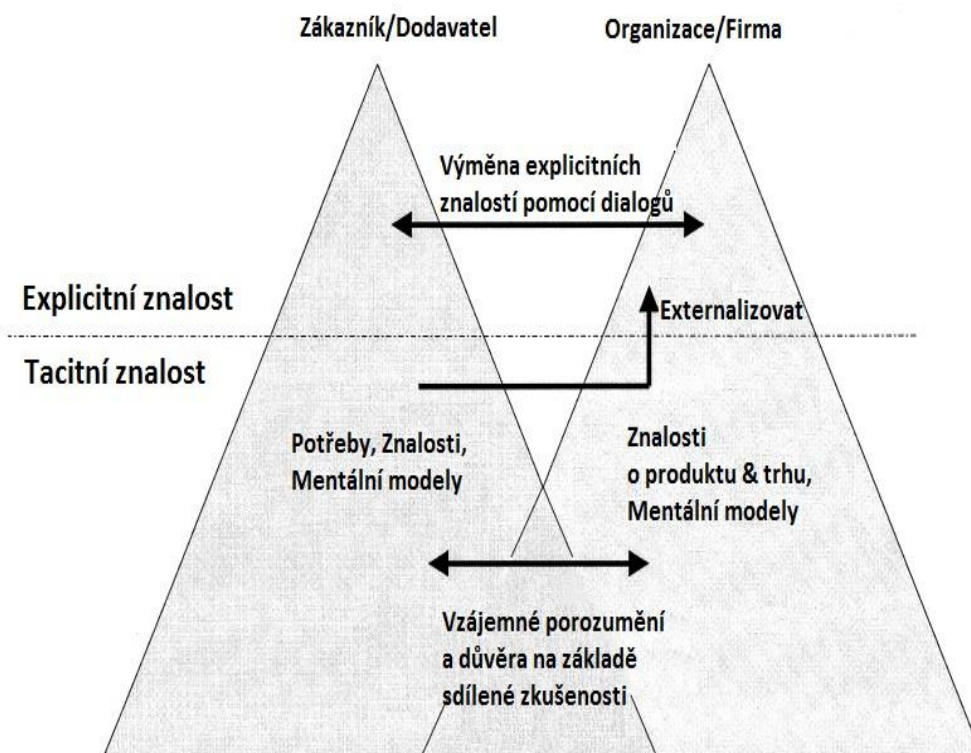 Zákazník/Dodavatel
Organizace/Firma
Výměna explicitních
znalostí pomocí dialogů
Explicitní znalost
Externalizovat
Tacitní znalost
Potřeby, Znalosti,
Mentální modely
Znalosti
o produktu & trhu,
Mentální modely
Vzájemné porozumění
a důvěra na základě
sdílené zkušenosti